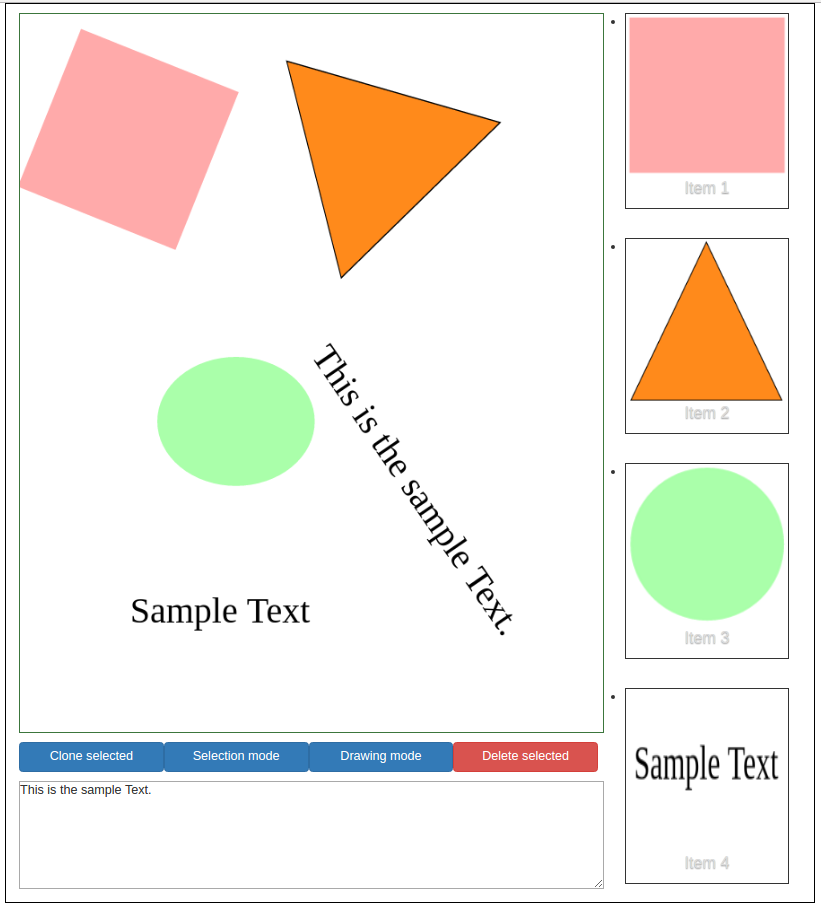 This is the sample Text.
Sample Text
Clone selected
Selection mode
Drawing mode
Delete selected
This is the sample Text.
Item 1
Item 2
Item 3
Sample Text
Item 4